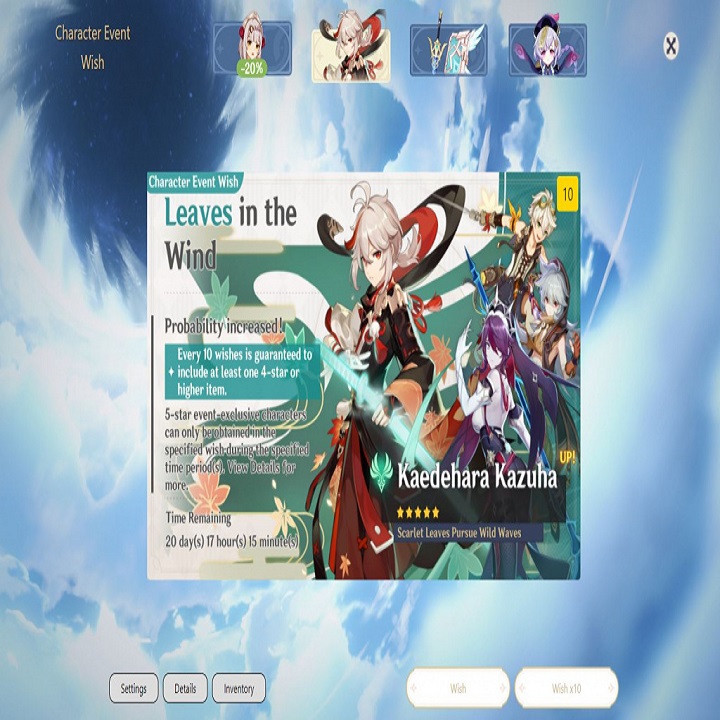 Character Event
Wish
-20%
Character Event Wish
10
Leaves in the
Wind
Probability increased!
Every 10 wishes is guaranteed to
include at least one 4-star or
higher item.
5-star event-exclusive characters
can only be obtained in the
specified wish during the specified
time period(s). View Details for
more.
Time Remaining
20 day(s) 17 hour(s) 15 minute(s)
UP!
Kaedehara Kazuha
Scarlet Leaves Pursue Wild Waves
Settings
Details
Inventory
Wish
Wish x10